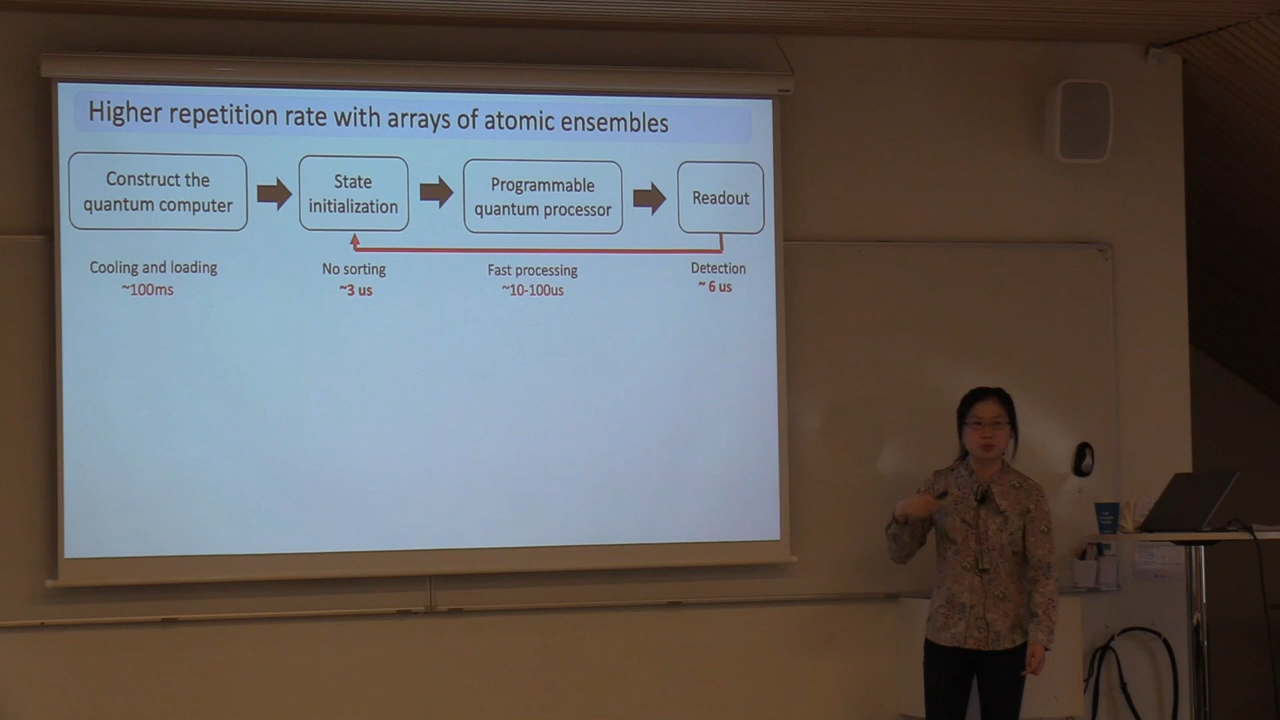 Higher repetition rate with arrays of atomic ensembles
Construct the
quantum computer
State
initialization
Programmable
quantum processor
Readout
Cooling and loading
~100ms
No sorting
~3 us
Fast processing
~10-100us
Detection
~ 6 us